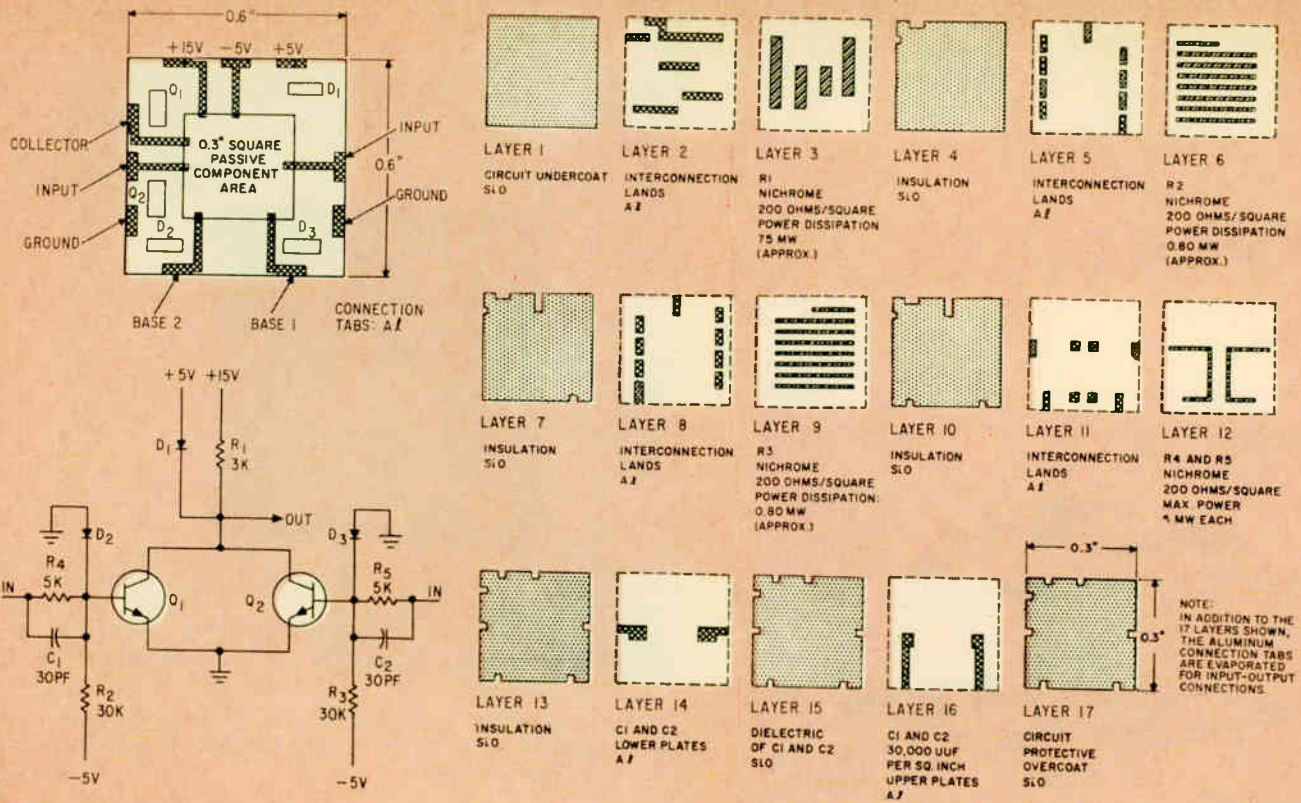 0.6"
+15V -5V +5V
Q1
D1
COLLECTOR
INPUT
0.3" SQUARE
PASSIVE
COMPONENT
AREA
0.6"
INPUT
Q2
GROUND
D2
D3
GROUND
BASE 2
BASE 1
CONNECTION
TABS: Al
+5V +15V
D1
R1
3K
OUT
D2
D3
R4
5K
IN
Q1
Q2
R5
5K
IN
C1
30PF
C2
30PF
R2
30K
R3
30K
-5V
-5V
LAYER 1
CIRCUIT UNDERCOAT
SiO
LAYER 2
INTERCONNECTION
LANDS
Al
LAYER 3
R1
NICHROME
200 OHMS/SQUARE
POWER DISSIPATION
75 MW
(APPROX.)
LAYER 4
INSULATION
SiO
LAYER 5
INTERCONNECTION
LANDS
Al
LAYER 6
R2
NICHROME
200 OHMS/SQUARE
POWER DISSIPATION
0.80 MW
(APPROX.)
LAYER 7
INSULATION
SiO
LAYER 8
INTERCONNECTION
LANDS
Al
LAYER 9
R3
NICHROME
200 OHMS/SQUARE
POWER DISSIPATION:
0.80 MW
(APPROX.)
LAYER 10
INSULATION
SiO
LAYER 11
INTERCONNECTION
LANDS
Al
LAYER 12
R4 AND R5
NICHROME
200 OHMS/SQUARE
MAX. POWER
MW EACH
LAYER 13
INSULATION
SiO
LAYER 14
C1 AND C2
LOWER PLATES
Al
LAYER 15
DIELECTRIC
OF C1 AND C2
SiO
LAYER 16
C1 AND C2
30,000 UUF
PER SQ. INCH
UPPER PLATES
Al
0.3"
0.3"
LAYER 17
CIRCUIT
PROTECTIVE
OVERCOAT
SiO
NOTE:
IN ADDITION TO THE
17 LAYERS SHOWN,
THE ALUMINUM
CONNECTION TABS
ARE EVAPORATED
FOR INPUT-OUTPUT
CONNECTIONS